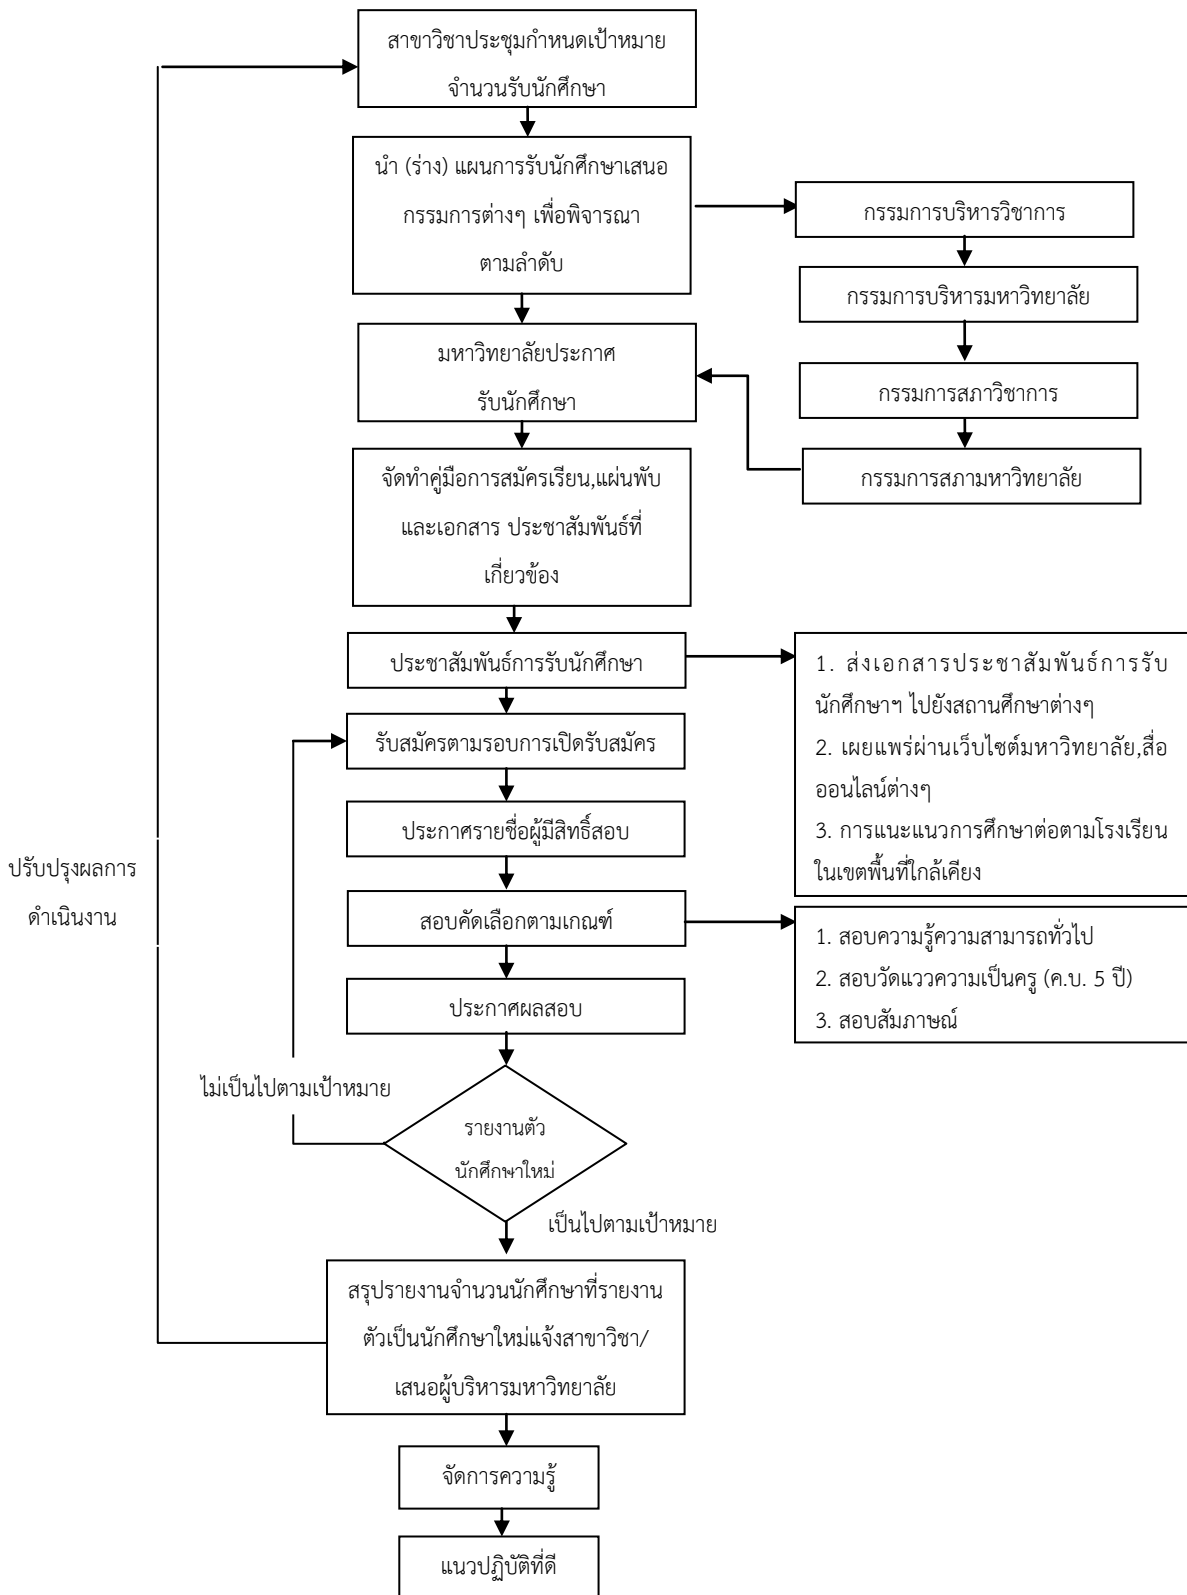 สาขาวิชาประชุมกำหนดเป้าหมาย
จำนวนรับนักศึกษา
นำ (ร่าง) แผนการรับนักศึกษาเสนอ
กรรมการต่างๆ เพื่อพิจารณา
ตามลำดับ
กรรมการบริหารวิชาการ
กรรมการบริหารมหาวิทยาลัย
กรรมการสภาวิชาการ
กรรมการสภามหาวิทยาลัย
มหาวิทยาลัยประกาศ
รับนักศึกษา
จัดทำคู่มือการสมัครเรียน,แผ่นพับ
และเอกสาร ประชาสัมพันธ์ที่
เกี่ยวข้อง
ประชาสัมพันธ์การรับนักศึกษา
1. ส่งเอกสารประชาสัมพันธ์การรับ
นักศึกษาฯ ไปยังสถานศึกษาต่างๆ
2. เผยแพร่ผ่านเว็บไซต์มหาวิทยาลัย,สื่อ
ออนไลน์ต่างๆ
3. การแนะแนวการศึกษาต่อตามโรงเรียน
ในเขตพื้นที่ใกล้เคียง
รับสมัครตามรอบการเปิดรับสมัคร
ประกาศรายชื่อผู้มีสิทธิ์สอบ
ปรับปรุงผลการ
ดำเนินงาน
สอบคัดเลือกตามเกณฑ์
1. สอบความรู้ความสามารถทั่วไป
2. สอบวัดแววความเป็นครู (ค.บ. 5 ปี)
3. สอบสัมภาษณ์
ประกาศผลสอบ
ไม่เป็นไปตามเป้าหมาย
รายงานตัว
นักศึกษาใหม่
เป็นไปตามเป้าหมาย
สรุปรายงานจำนวนนักศึกษาที่รายงาน
ตัวเป็นนักศึกษาใหม่แจ้งสาขาวิชา/
เสนอผู้บริหารมหาวิทยาลัย
จัดการความรู้
แนวปฏิบัติที่ดี